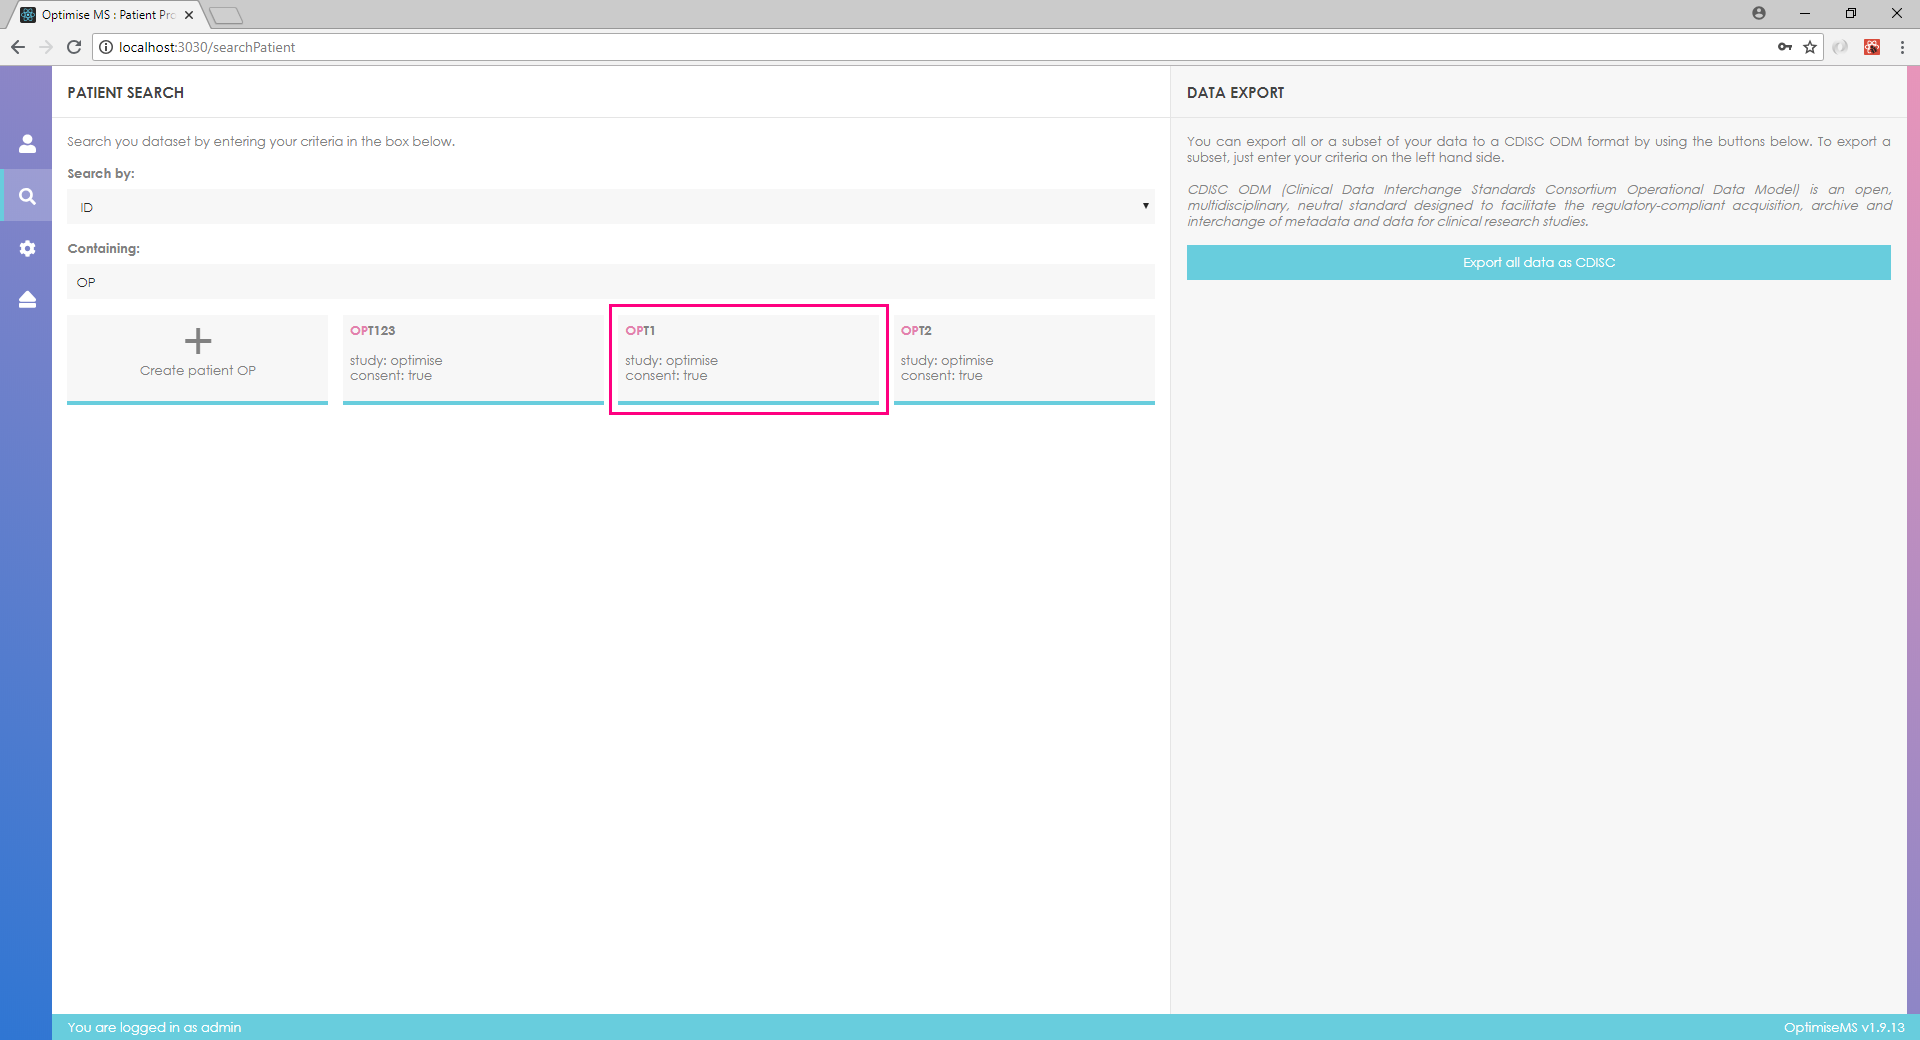 Optimise MS : Patient Pro
localhost:3030/searchPatient
PATIENT SEARCH
Search you dataset by entering your criteria in the box below.
Search by:
ID
Containing:
OP
Create patient OP
OPT123
study: optimise
consent: true
OPT1
study: optimise
consent: true
OPT2
study: optimise
consent: true
DATA EXPORT
You can export all or a subset of your data to a CDISC ODM format by using the buttons below. To export a
subset, just enter your criteria on the left hand side.
CDISC ODM (Clinical Data Interchange Standards Consortium Operational Data Model) is an open,
multidisciplinary, neutral standard designed to facilitate the regulatory-compliant acquisition, archive and
interchange of metadata and data for clinical research studies.
Export all data as CDISC
You are logged in as admin
OptimiseMS v1.9.13